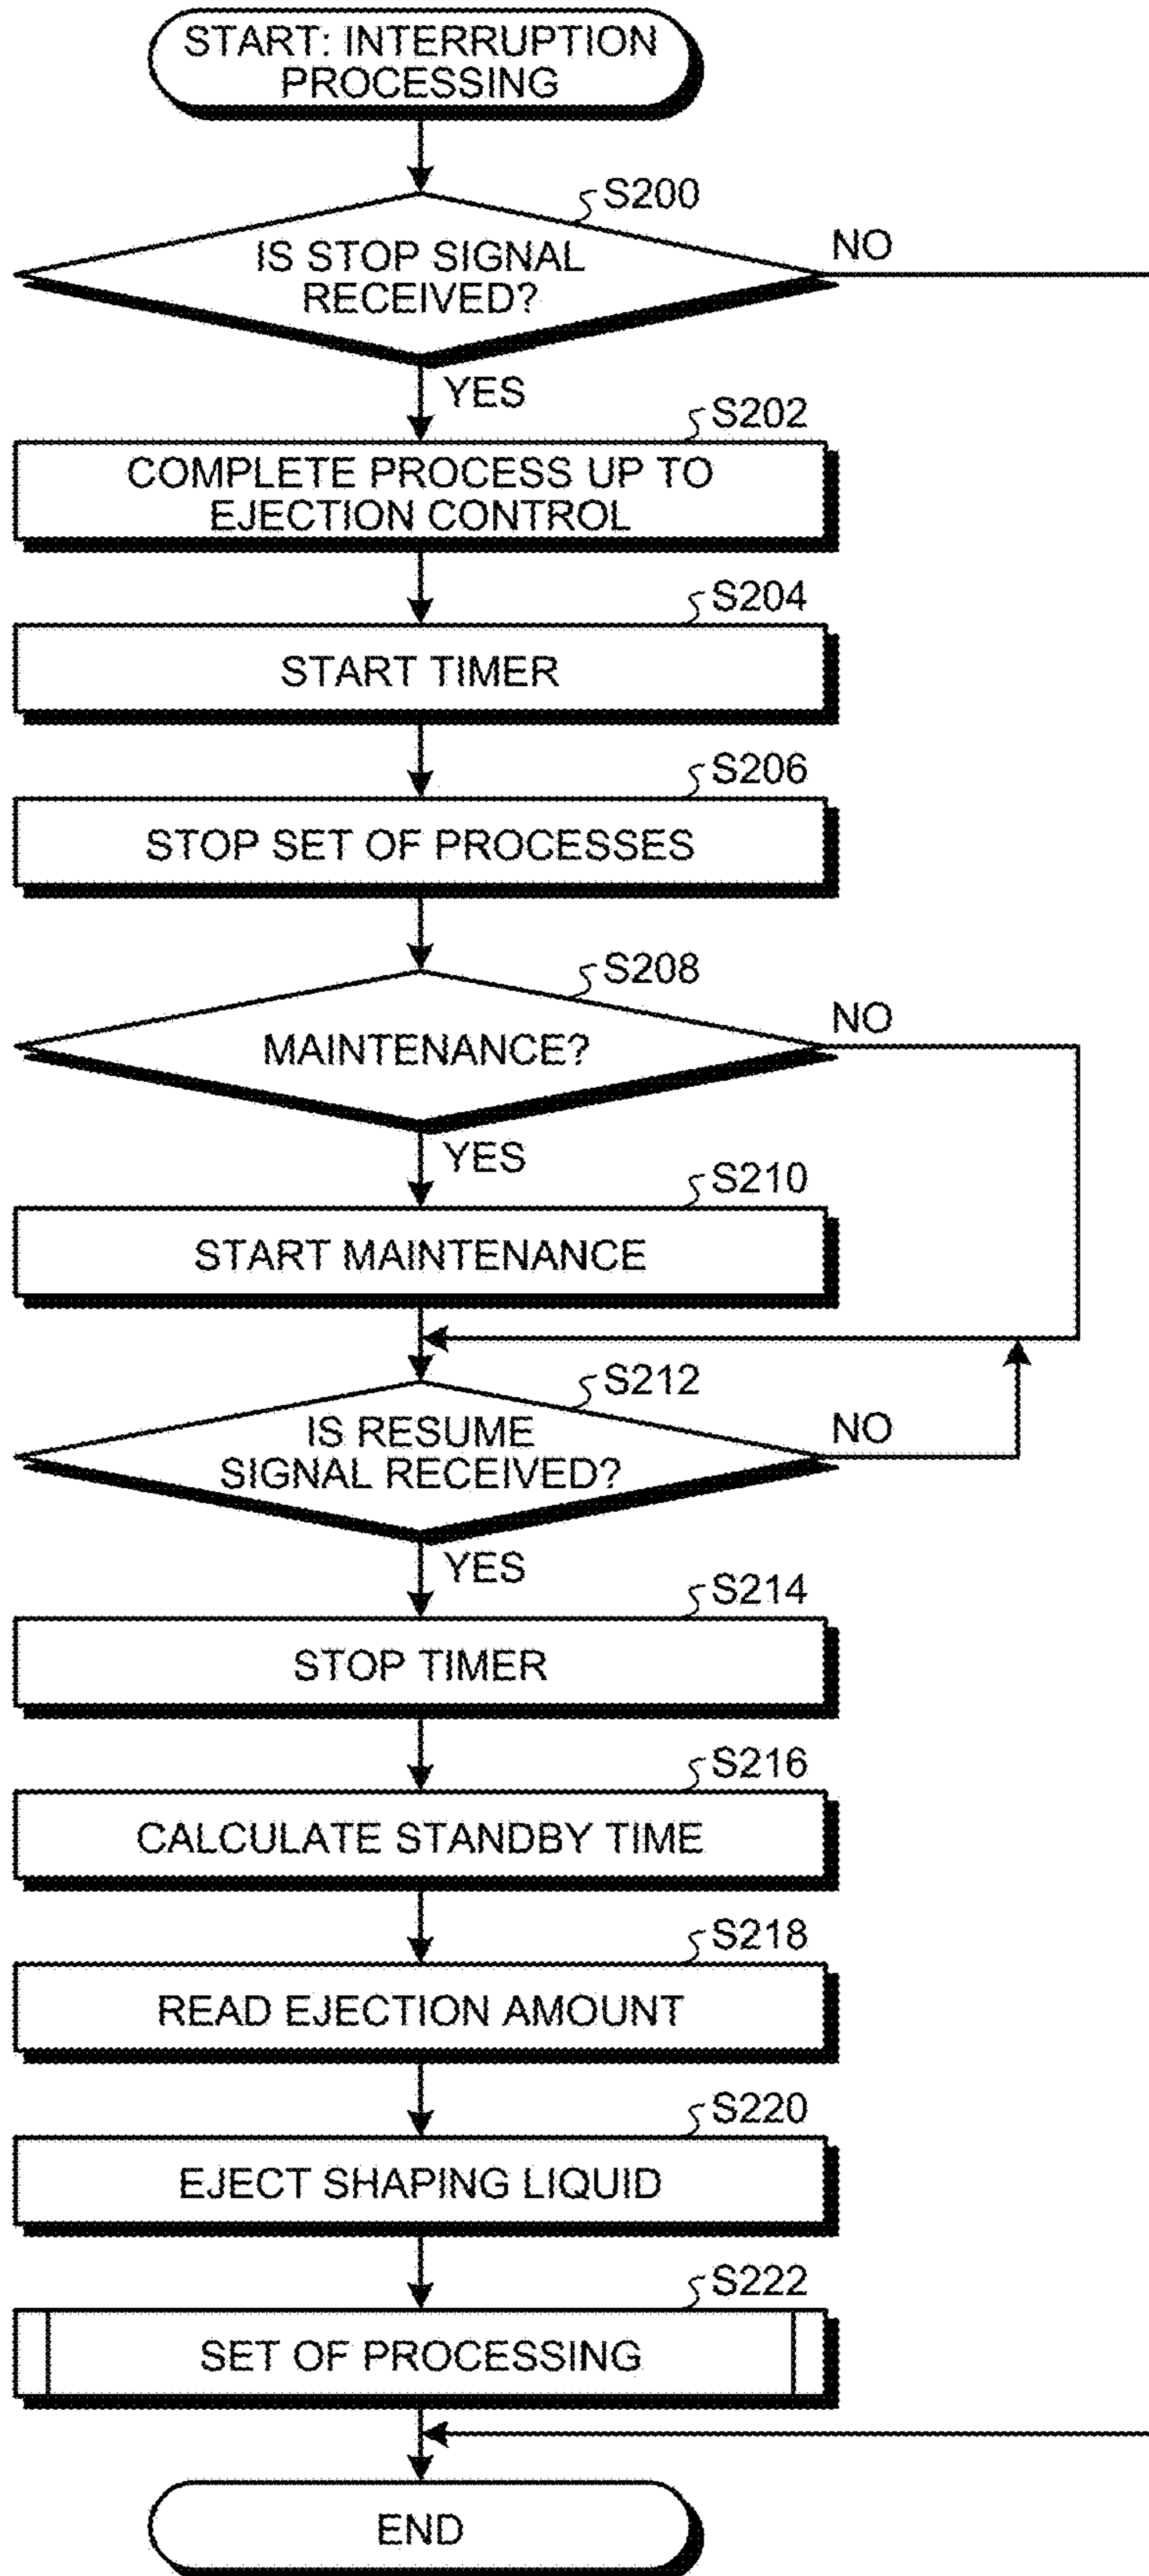 START: INTERRUPTION
PROCESSING
S200
IS STOP SIGNAL
RECEIVED?
NO
YES
S202
COMPLETE PROCESS UP TO
EJECTION CONTROL
S204
START TIMER
S206
STOP SET OF PROCESSES
S208
MAINTENANCE?
NO
YES
S210
START MAINTENANCE
S212
IS RESUME
SIGNAL RECEIVED?
NO
YES
S214
STOP TIMER
S216
CALCULATE STANDBY TIME
S218
READ EJECTION AMOUNT
S220
EJECT SHAPING LIQUID
S222
SET OF PROCESSING
END